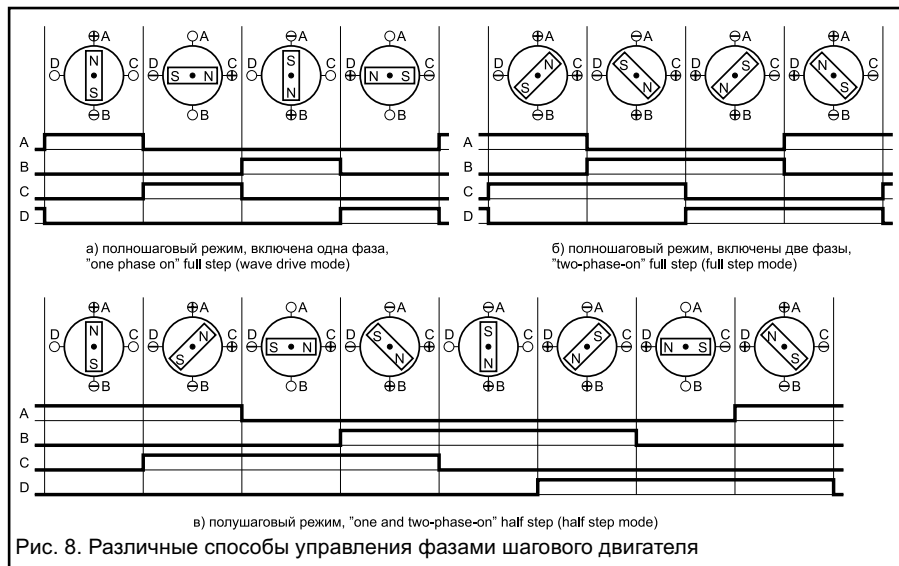 ⊕A ○A ⊖A ○A ⊕A ⊖A ⊖A ⊕A
D C D C D C D C D C D C D C D C
N S S N S N N S N S S N S N N S
⊖B ○B ⊕B ○B ⊖B ⊕B ⊕B ⊖B
A A
B B
C C
D D
а) полношаговый режим, включена одна фаза,
"one phase on" full step (wave drive mode)
б) полношаговый режим, включены две фазы,
"two-phase-on" full step (full step mode)
⊕A ⊕A ○A ⊖A ⊖A ⊖A ○A ⊕A
D C D C D C D C D C D C D C D C
N S N S S N S N S N S N N S N S
⊖B ⊖B ○B ⊕B ⊕B ⊕B ○B ⊖B
A
B
C
D
в) полушаговый режим, "one and two-phase-on" half step (half step mode)
Рис. 8. Различные способы управления фазами шагового двигателя